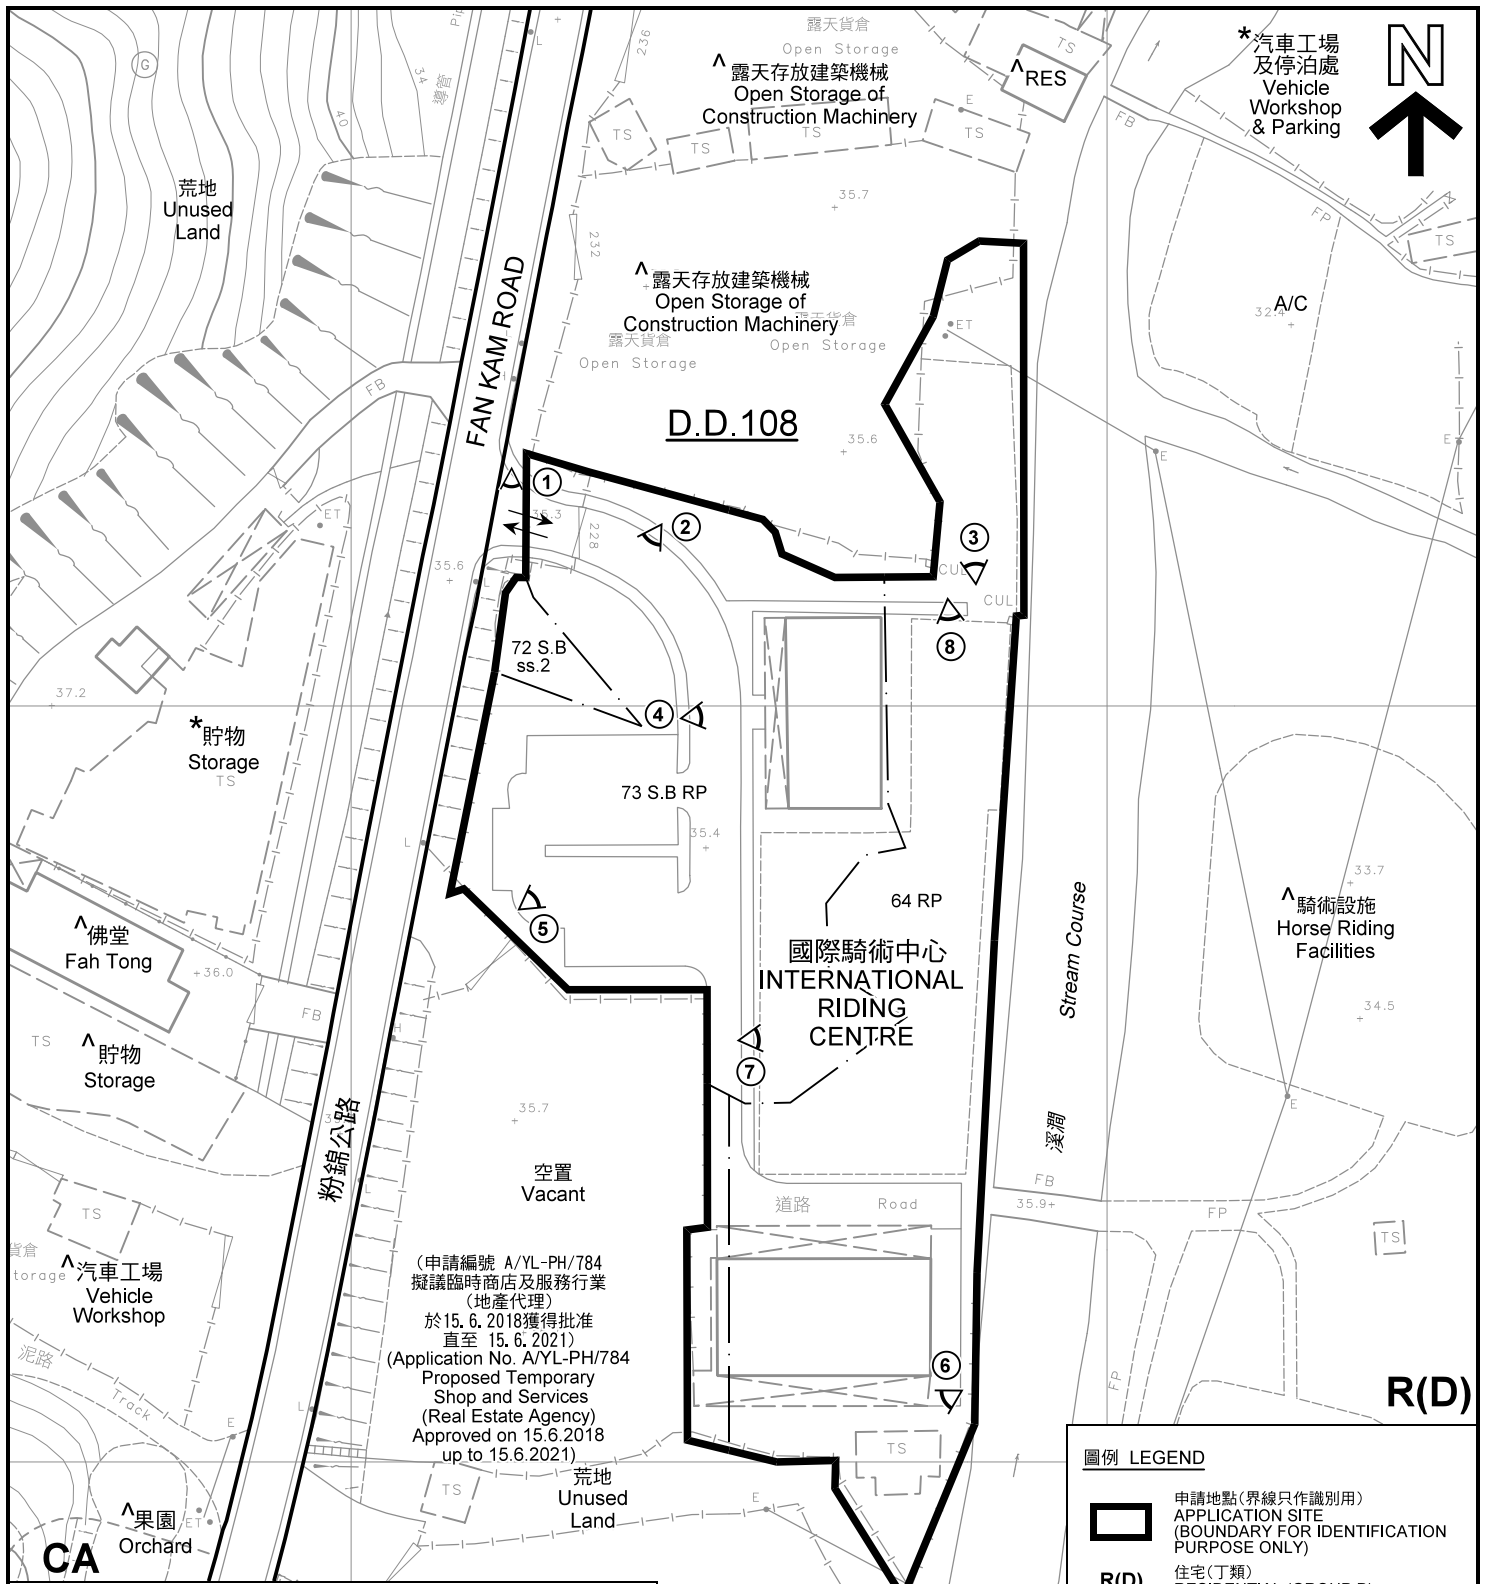 露天貨倉
Open Storage
^ 露天存放建築機械
Open Storage of
Construction Machinery
TS
TS
TS
TS
TS
E
^RES
* 汽車工場
及停泊處
Vehicle
Workshop
& Parking
N
G
34
40
導管
L
236
FB
FP
TS
荒地
Unused
Land
35.7
232
^ 露天存放建築機械
Open Storage of
Construction Machinery
露天貨倉
Open Storage
露天貨倉
Open Storage
ET
A/C
32.4
FAN KAM ROAD
FB
H
D.D.108
35.6
E
E
1
35.3
2
228
3
CUL
CUL
ET
35.6
L
72 S.B
ss.2
8
37.2
4
* 貯物
Storage
TS
73 S.B RP
35.4
L
64 RP
33.7
^ 騎術設施
Horse Riding
Facilities
34.5
5
^ 佛堂
Fah Tong
36.0
國際騎術中心
INTERNATIONAL
RIDING
CENTRE
Stream Course
溪澗
FB
H
TS
^ 貯物
Storage
7
E
35.7
粉錦公路
空置
Vacant
L
道路 Road
FB
35.9
FP
TS
TS
貨倉
torage
^ 汽車工場
Vehicle
Workshop
(申請編號 A/YL-PH/784
擬議臨時商店及服務行業
(地產代理)
於15.6.2018獲得批准
直至 15.6.2021)
(Application No. A/YL-PH/784
Proposed Temporary
Shop and Services
(Real Estate Agency)
Approved on 15.6.2018
up to 15.6.2021)
泥路
Track
E
L
6
FP
R(D)
TS
TS
荒地
Unused
Land
E
^ 果園
Orchard
ET
CA
圖例 LEGEND
申請地點(界線只作識別用)
APPLICATION SITE
(BOUNDARY FOR IDENTIFICATION
PURPOSE ONLY)
R(D)
住宅(丁類)